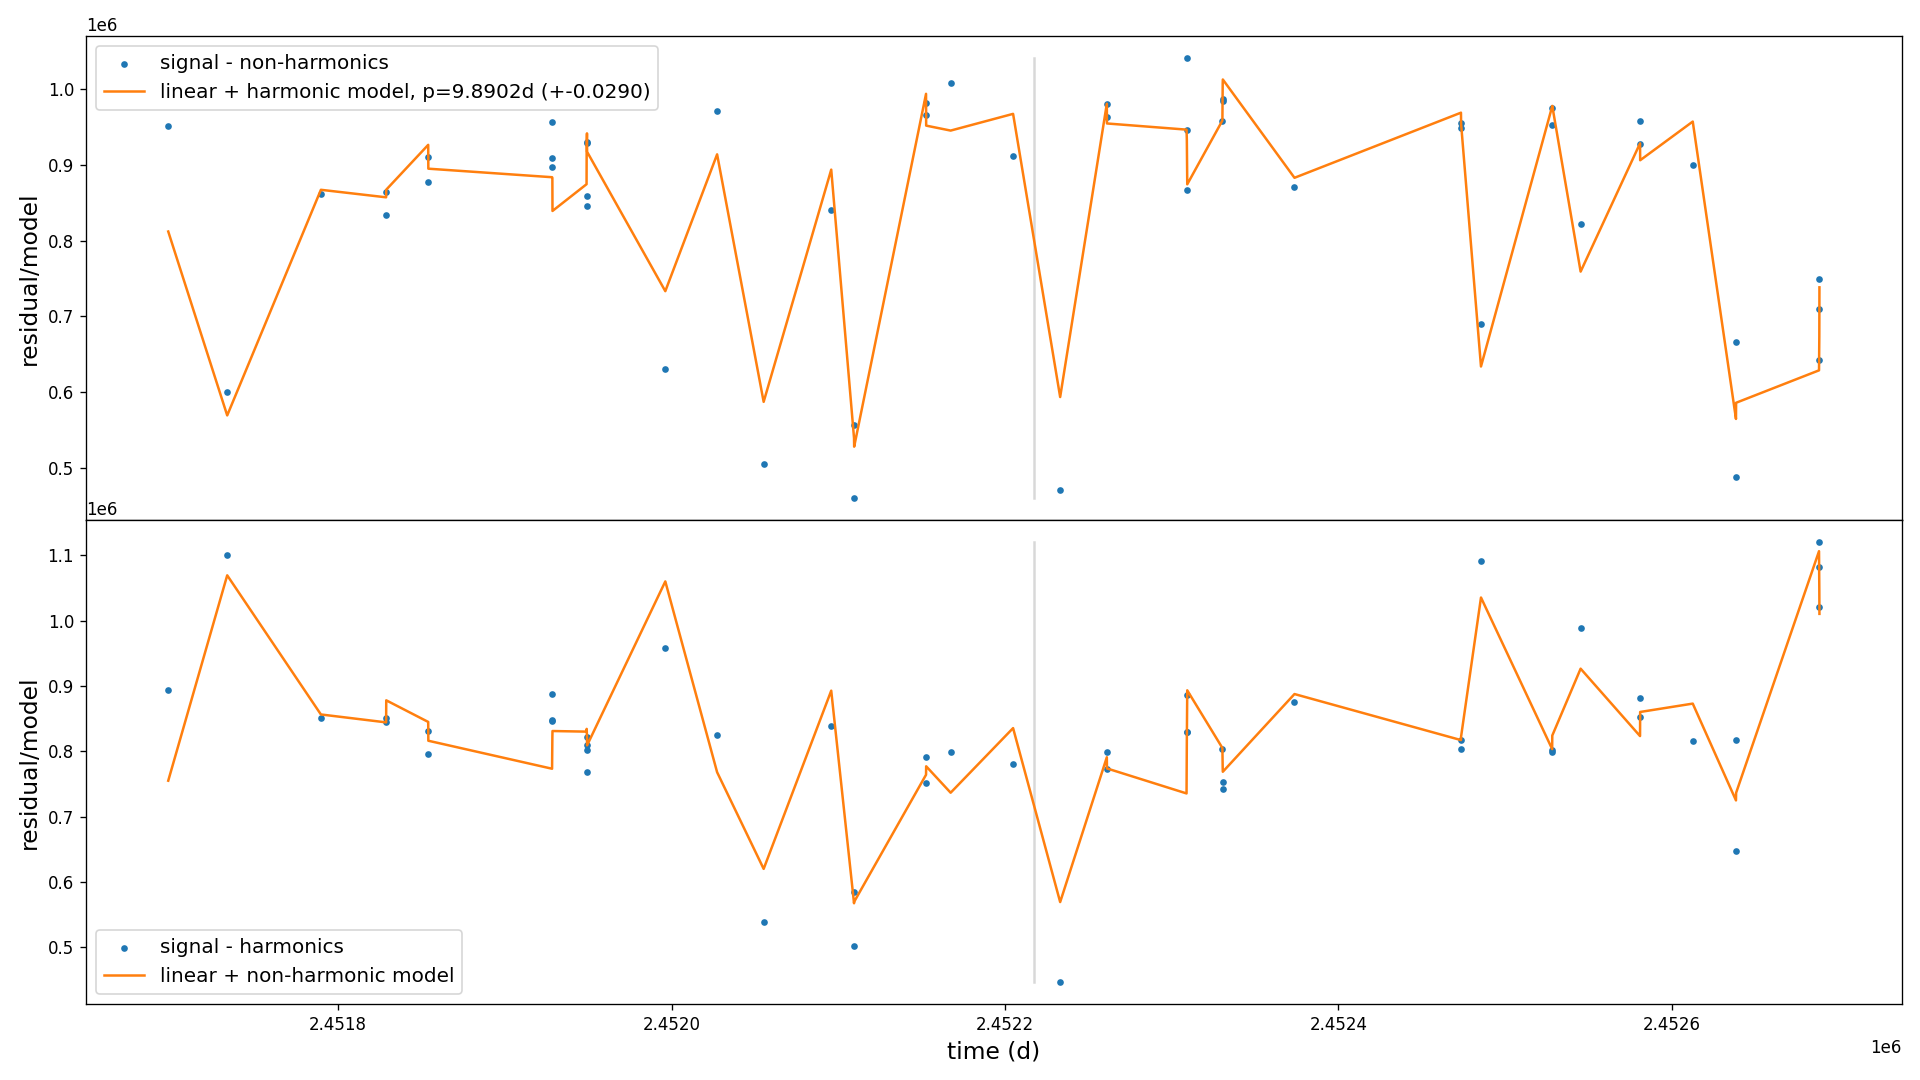 1e6
signal - non-harmonics
linear + harmonic model, p=9.8902d (+-0.0290)
1.0
0.9
0.8
0.7
0.6
0.5
residual/model
1e6
1.1
1.0
0.9
0.8
0.7
0.6
0.5
residual/model
signal - harmonics
linear + non-harmonic model
2.4518
2.4520
2.4522
2.4524
2.4526
time (d)
1e6